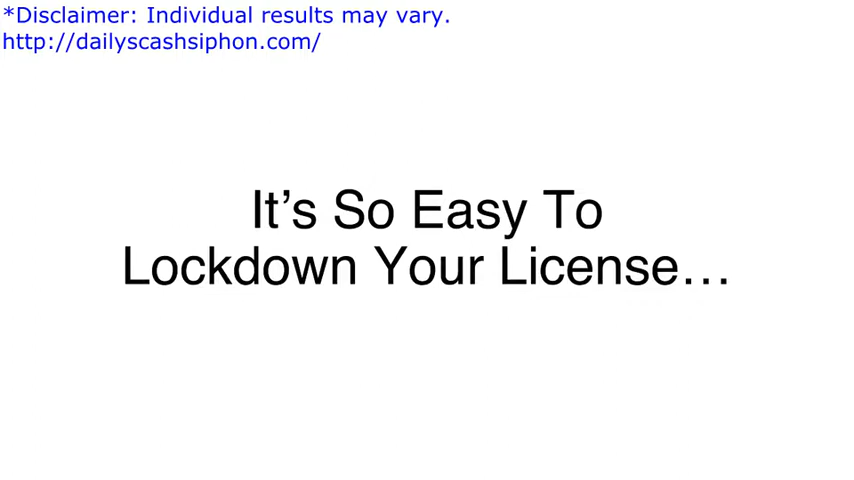 *Disclaimer: Individual results may vary.
http://dailyscashsiphon.com/
It’s So Easy To
Lockdown Your License…